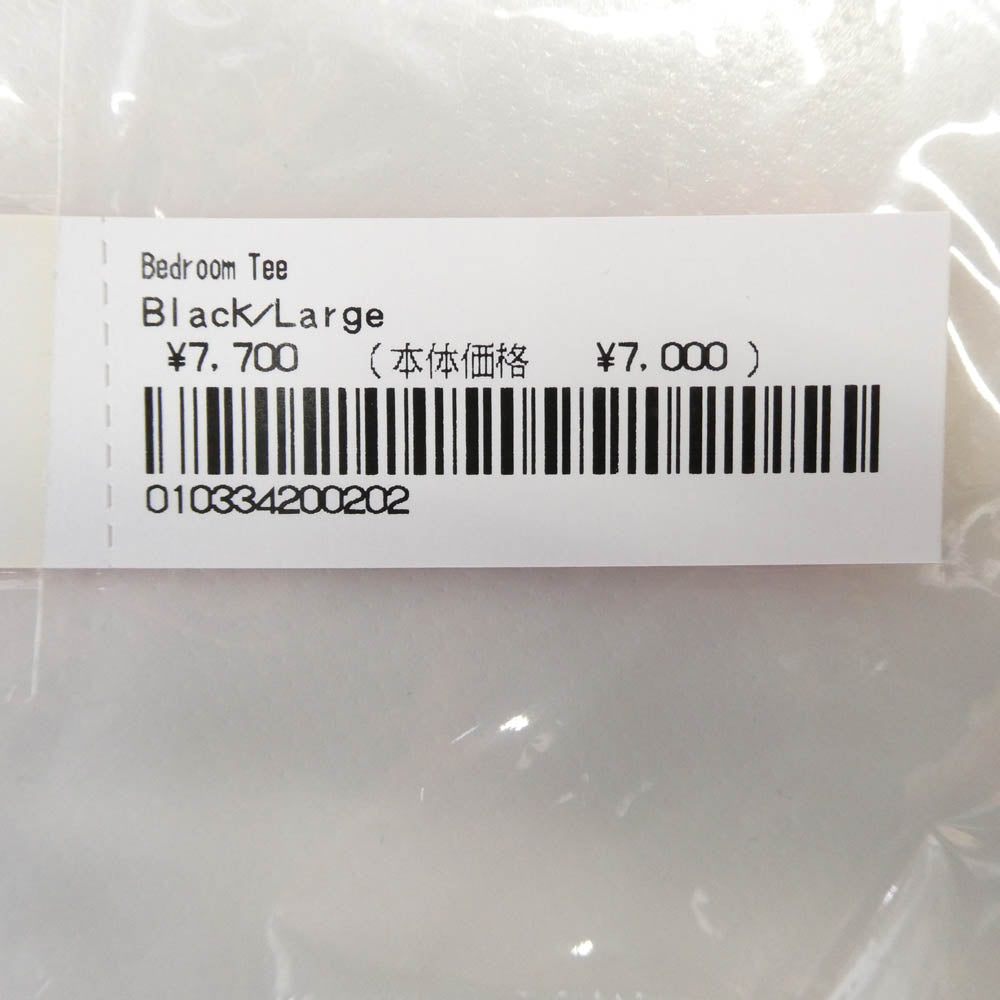 Bedroom Tee
Black/Large
¥7,700 (本体価格 ¥7,000)
010334200202